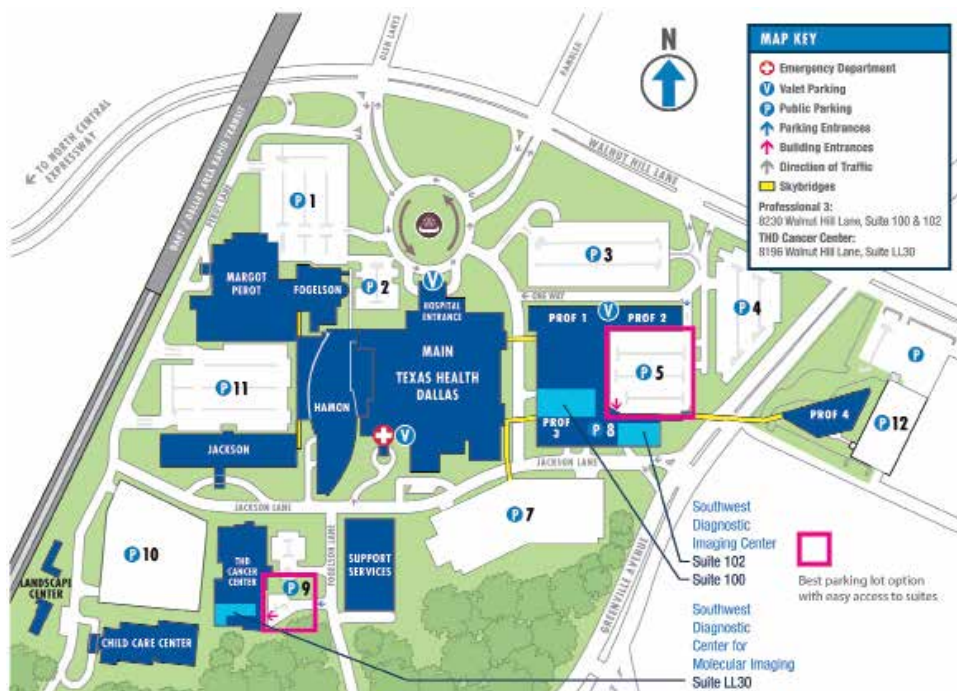 GLEN LAKES
RAMBLER
N
MAP KEY
Emergency Department
V Valet Parking
P Public Parking
Parking Entrances
Building Entrances
Direction of Traffic
Skybridges
Professional 3:
8230 Walnut Hill Lane, Suite 100 & 102
THD Cancer Center:
8196 Walnut Hill Lane, Suite LL30
TO NORTH CENTRAL
EXPRESSWAY
DART / DALLAS AREA RAPID TRANSIT
WALNUT HILL LANE
P 1
P 2
P 3
P 4
MARGOT
PEROT
FOGELSON
V
HOSPITAL
ENTRANCE
ONE WAY
PROF 1
V
PROF 2
P 5
MAIN
TEXAS HEALTH
DALLAS
P 11
HAMON
V
JACKSON
PROF
3
P 8
PROF 4
P
P 12
JACKSON LANE
JACKSON LANE
P 7
P 10
THD
CANCER
CENTER
P 9
FOGELSON LANE
SUPPORT
SERVICES
LANDSCAPE
CENTER
CHILD CARE CENTER
GREENVILLE AVENUE
Southwest
Diagnostic
Imaging Center
Suite 102
Suite 100
Best parking lot option
with easy access to suites
Southwest
Diagnostic
Center for
Molecular Imaging
Suite LL30